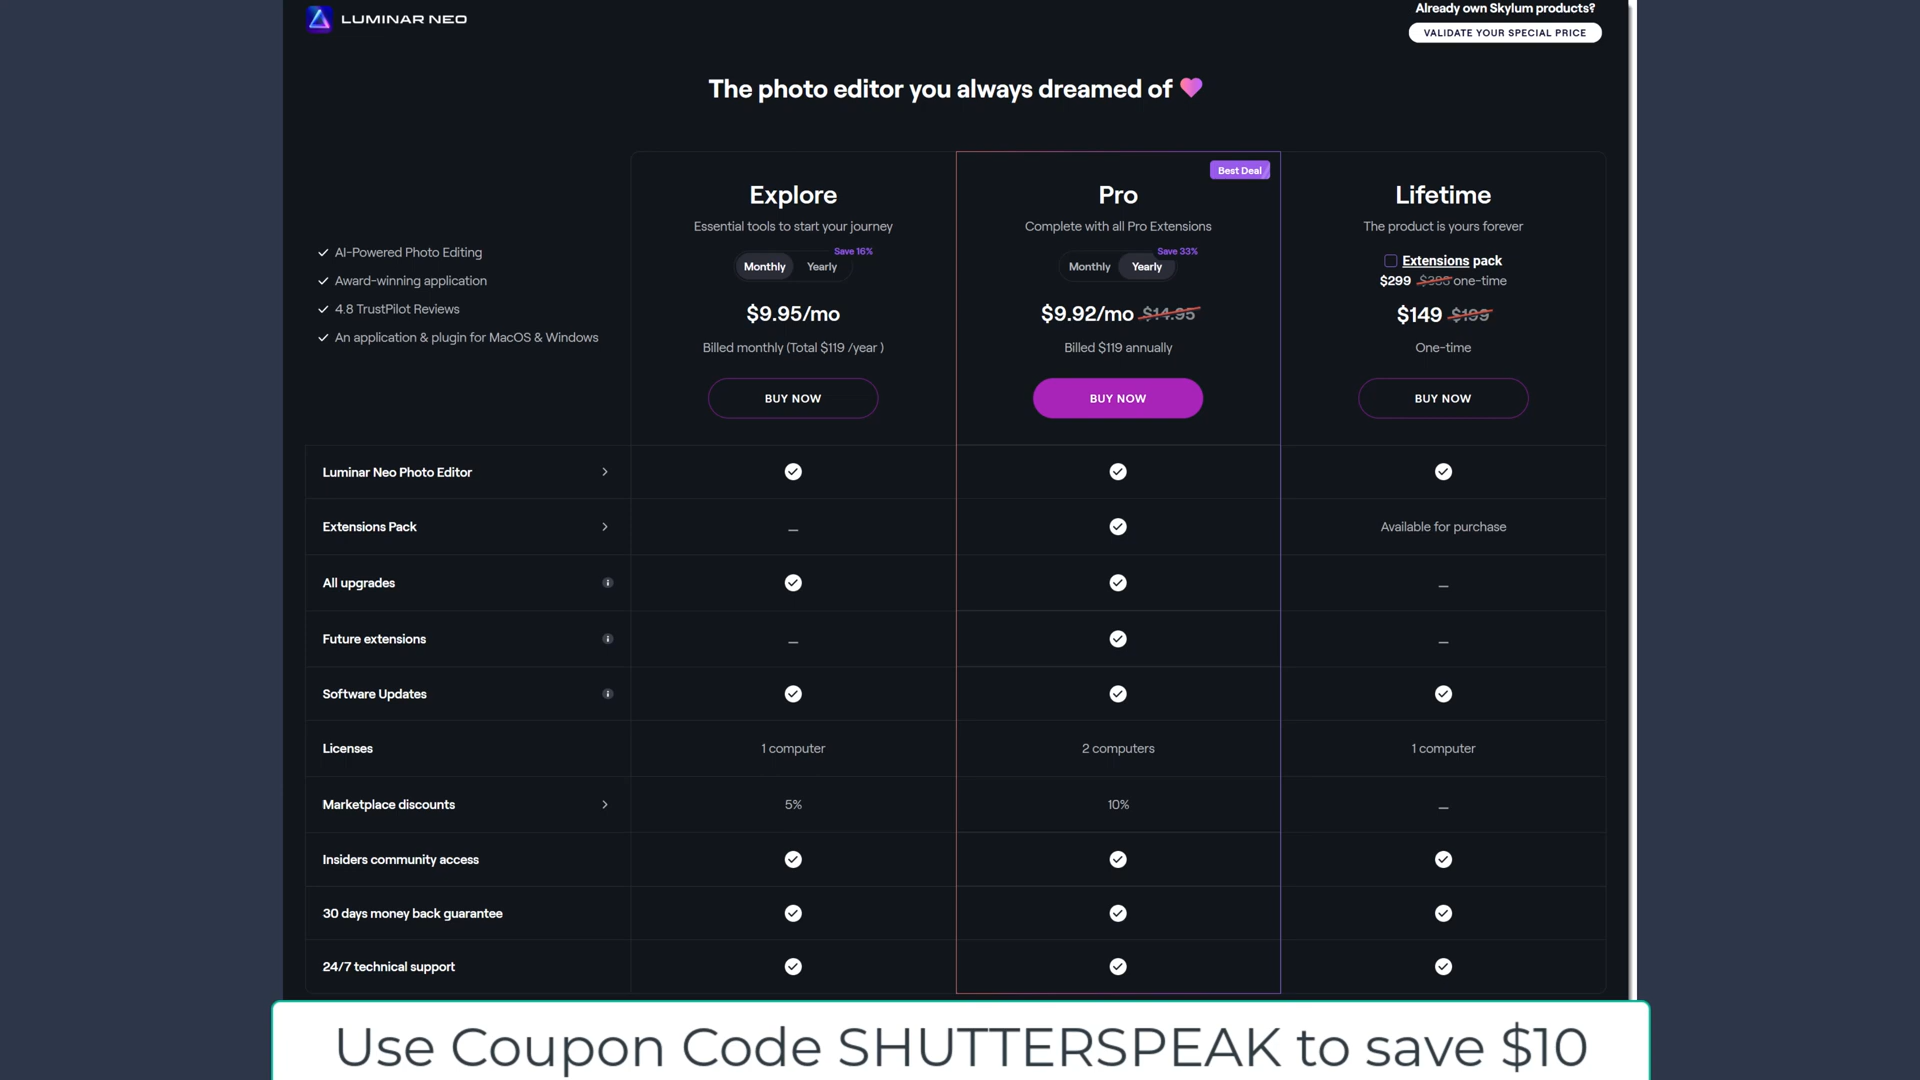 LUMINAR NEO
Already own Skylum products?
VALIDATE YOUR SPECIAL PRICE
The photo editor you always dreamed of
Best Deal
Explore
Essential tools to start your journey
Save 16%
Monthly
Yearly
$9.95/mo
Billed monthly (Total $119 /year )
BUY NOW
Pro
Complete with all Pro Extensions
Save 33%
Monthly
Yearly
$9.92/mo $14.95
Billed $119 annually
BUY NOW
Lifetime
The product is yours forever
Extensions pack
$299 one-time
$149 $199
One-time
BUY NOW
AI-Powered Photo Editing
Award-winning application
4.8 TrustPilot Reviews
An application & plugin for MacOS & Windows
Luminar Neo Photo Editor
Extensions Pack – Available for purchase
All upgrades –
Future extensions – –
Software Updates
Licenses 1 computer 2 computers 1 computer
Marketplace discounts 5% 10% –
Insiders community access
30 days money back guarantee
24/7 technical support
Use Coupon Code SHUTTERSPEAK to save $10